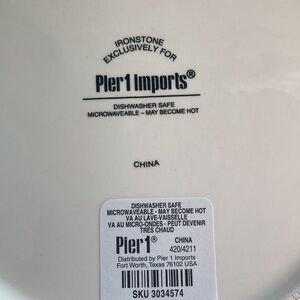 IRONSTONE
EXCLUSIVELY FOR
Pier1 Imports®
DISHWASHER SAFE
MICROWAVEABLE - MAY BECOME HOT
CHINA
DISHWASHER SAFE
MICROWAVEABLE - MAY BECOME HOT
VA AU LAVE-VAISSELLE
VA AU MICRO-ONDES - PEUT DEVENIR
TRÈS CHAUD
Pier1® CHINA
420/4211
Distributed by Pier 1 Imports
Fort Worth, Texas 76102 USA
SKU 3034574